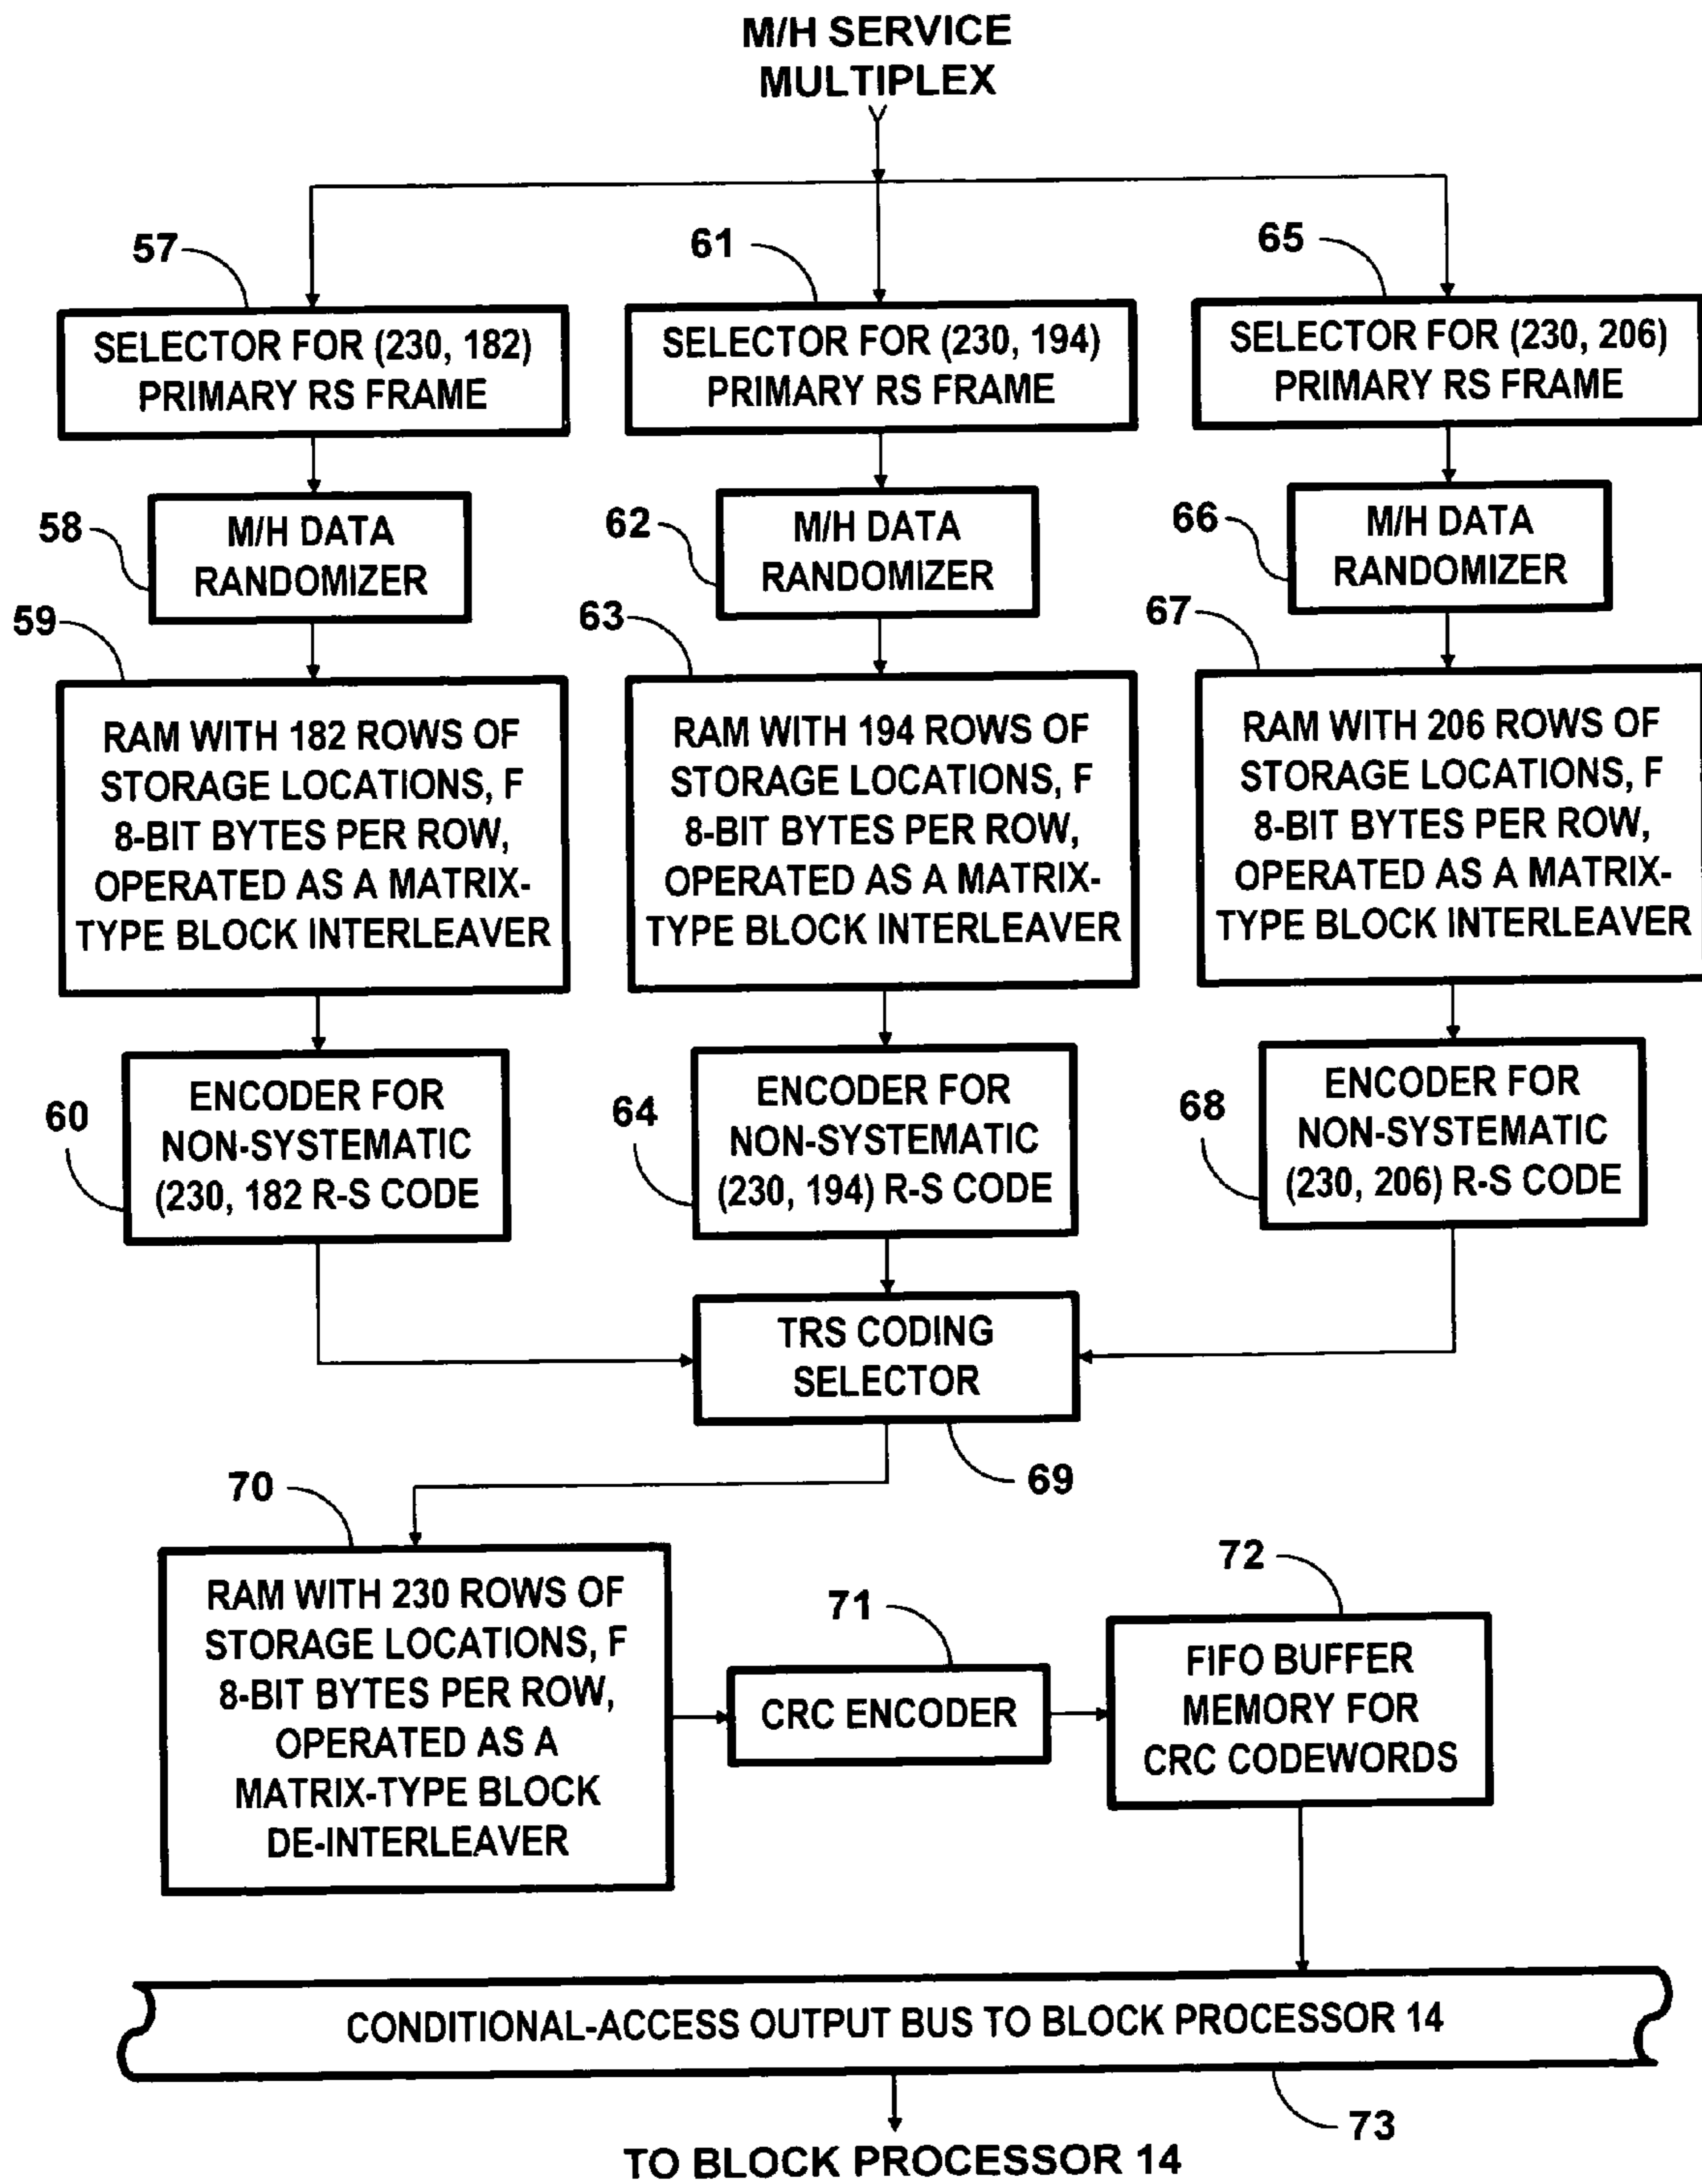 M/H SERVICE
MULTIPLEX
57
61
65
SELECTOR FOR (230, 182)
PRIMARY RS FRAME
SELECTOR FOR (230, 194)
PRIMARY RS FRAME
SELECTOR FOR (230, 206)
PRIMARY RS FRAME
58
M/H DATA
RANDOMIZER
62
M/H DATA
RANDOMIZER
66
M/H DATA
RANDOMIZER
59
63
67
RAM WITH 182 ROWS OF
STORAGE LOCATIONS, F
8-BIT BYTES PER ROW,
OPERATED AS A MATRIX-
TYPE BLOCK INTERLEAVER
RAM WITH 194 ROWS OF
STORAGE LOCATIONS, F
8-BIT BYTES PER ROW,
OPERATED AS A MATRIX-
TYPE BLOCK INTERLEAVER
RAM WITH 206 ROWS OF
STORAGE LOCATIONS, F
8-BIT BYTES PER ROW,
OPERATED AS A MATRIX-
TYPE BLOCK INTERLEAVER
60
ENCODER FOR
NON-SYSTEMATIC
(230, 182 R-S CODE
64
ENCODER FOR
NON-SYSTEMATIC
(230, 194) R-S CODE
68
ENCODER FOR
NON-SYSTEMATIC
(230, 206) R-S CODE
TRS CODING
SELECTOR
69
70
RAM WITH 230 ROWS OF
STORAGE LOCATIONS, F
8-BIT BYTES PER ROW,
OPERATED AS A
MATRIX-TYPE BLOCK
DE-INTERLEAVER
71
CRC ENCODER
72
FIFO BUFFER
MEMORY FOR
CRC CODEWORDS
CONDITIONAL-ACCESS OUTPUT BUS TO BLOCK PROCESSOR 14
73
TO BLOCK PROCESSOR 14